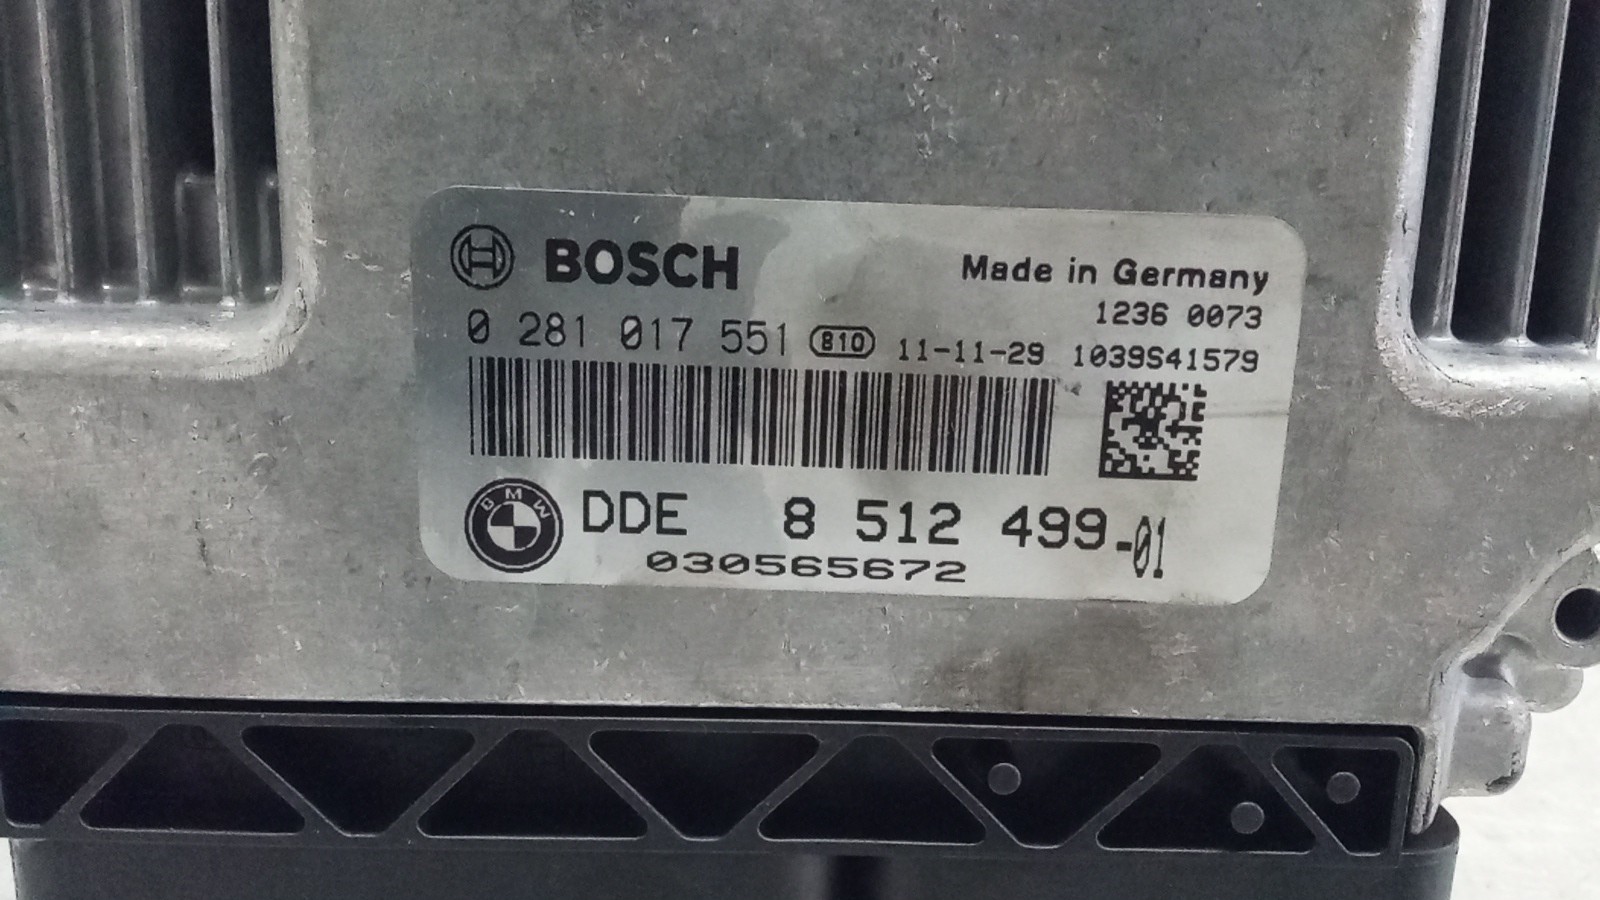 BOSCH
Made in Germany
1236 0073
0 281 017 551 B10 11-11-29 1039S41579
BMW
DDE 8 512 499-01
030565672